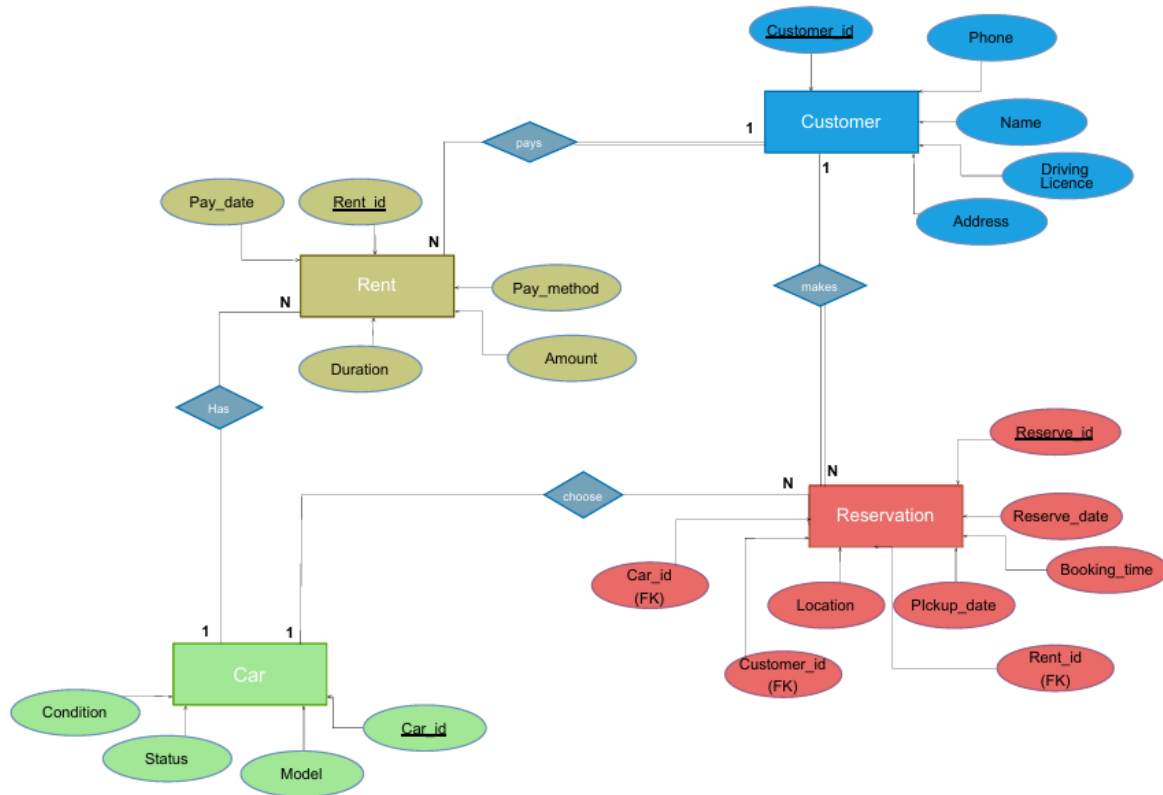 Customer_id
Phone
Customer
Name
1
pays
Driving
Licence
1
Pay_date
Rent_id
Address
N
Rent
Pay_method
makes
N
Duration
Amount
Has
Reserve_id
N
N
choose
Reservation
Reserve_date
Booking_time
Car_id
(FK)
Location
PIckup_date
1
1
Customer_id
(FK)
Rent_id
(FK)
Car
Condition
Car_id
Status
Model